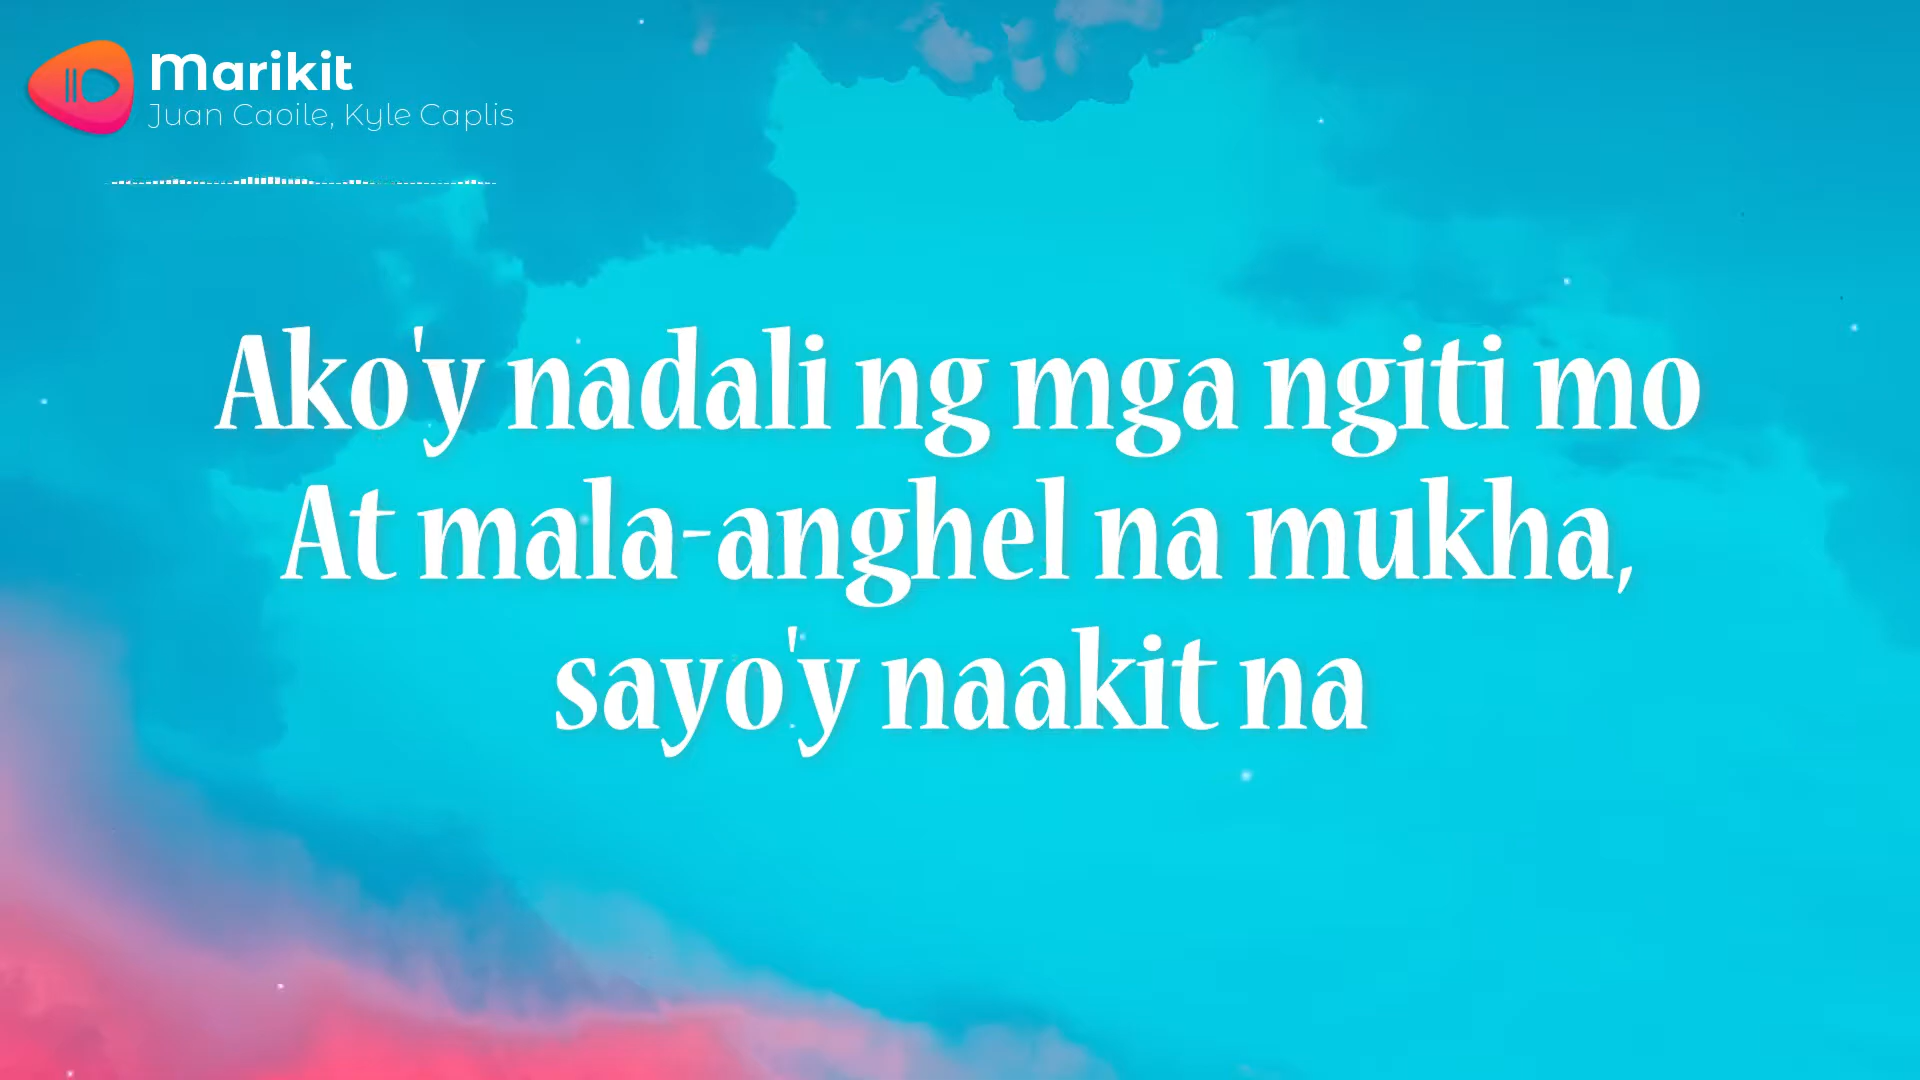 Marikit
Juan Caoile, Kyle Caplis
Ako'y nadali ng mga ngiti mo
At mala-anghel na mukha,
sayo'y naakit na